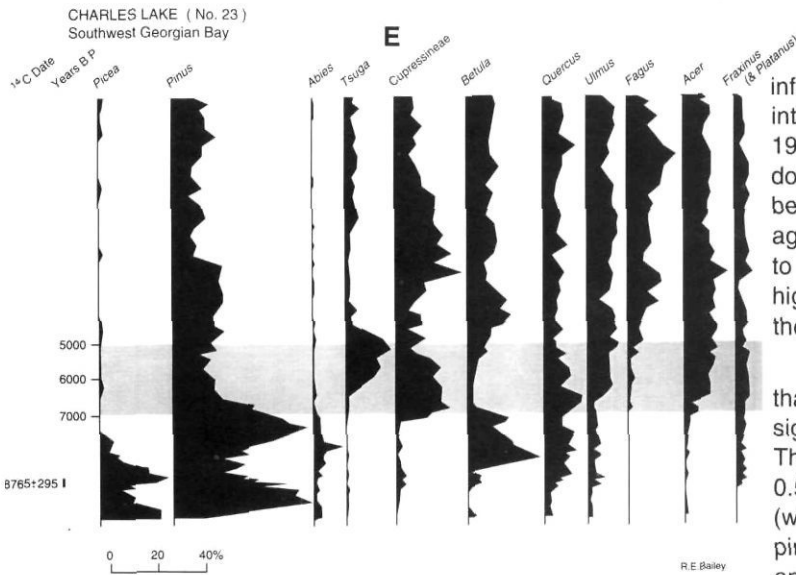 CHARLES LAKE ( No. 23 )
Southwest Georgian Bay
E
¹⁴C Date
Years B P
Picea
Pinus
Abies
Tsuga
Cupressineae
Betula
Quercus
Ulmus
Fagus
Acer
Fraxinus
(& Platanus)
5000
6000
7000
8765±295
0 20 40%
R.E.Bailey
inf
int
19
do
be
ag
to
hig
the
tha
sig
Th
0.5
(w
pir